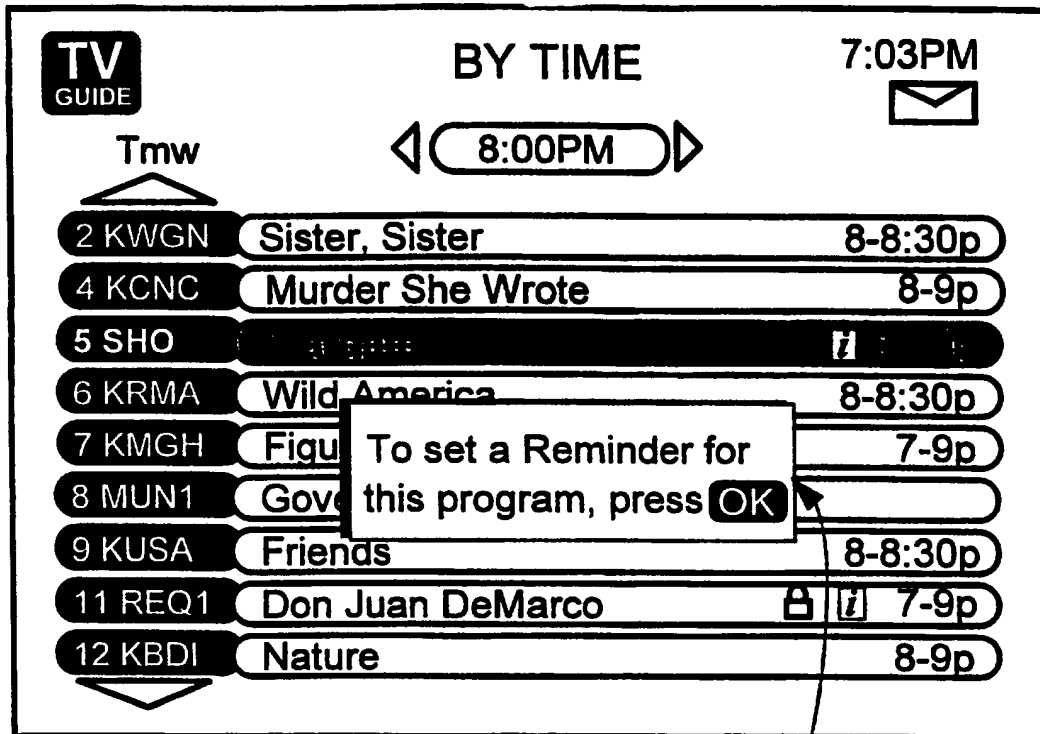 TV GUIDE
BY TIME
7:03PM
Tmw
8:00PM
2 KWGN Sister, Sister 8-8:30p
4 KCNC Murder She Wrote 8-9p
5 SHO i
6 KRMA Wild America 8-8:30p
7 KMGH Figu 7-9p
8 MUN1 Gove
9 KUSA Friends 8-8:30p
11 REQ1 Don Juan DeMarco i 7-9p
12 KBDI Nature 8-9p
To set a Reminder for
this program, press OK